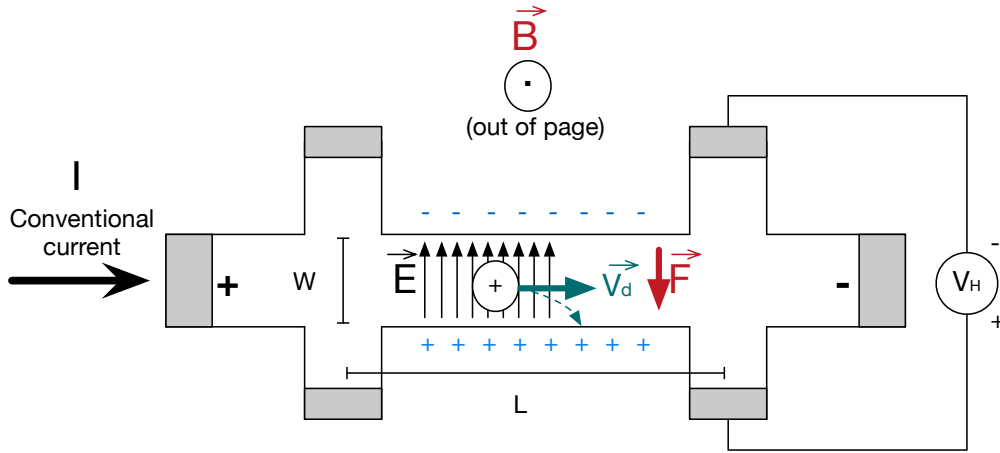 B
(out of page)
I
Conventional
current
+
W
E
+
Vd
F
-
- - - - - - - -
+ + + + + + + +
L
-
VH
+